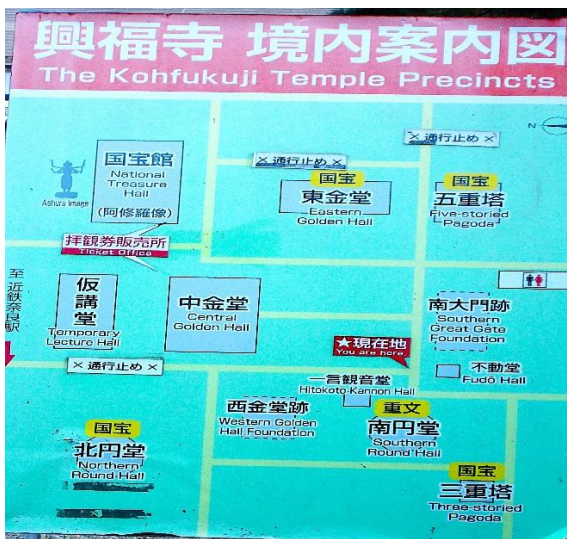 興福寺 境内案内図
The Kohfukuji Temple Precincts
N
×通行止め×
×通行止め×
国宝館
National
Treasure
Hall
(阿修羅像)
Ashura Image
国宝
東金堂
Eastern
Golden Hall
国宝
五重塔
Five-storied
Pagoda
拝観券販売所
Ticket Office
至近鉄奈良駅
仮講堂
Temporary
Lecture Hall
中金堂
Central
Golden Hall
南大門跡
Southern
Great Gate
Foundation
★現在地
You are here
×通行止め×
不動堂
Fudō Hall
一言観音堂
Hitokoto-Kannon Hall
西金堂跡
Western Golden
Hall Foundation
重文
南円堂
Southern
Round Hall
国宝
北円堂
Northern
Round Hall
国宝
三重塔
Three-storied
Pagoda